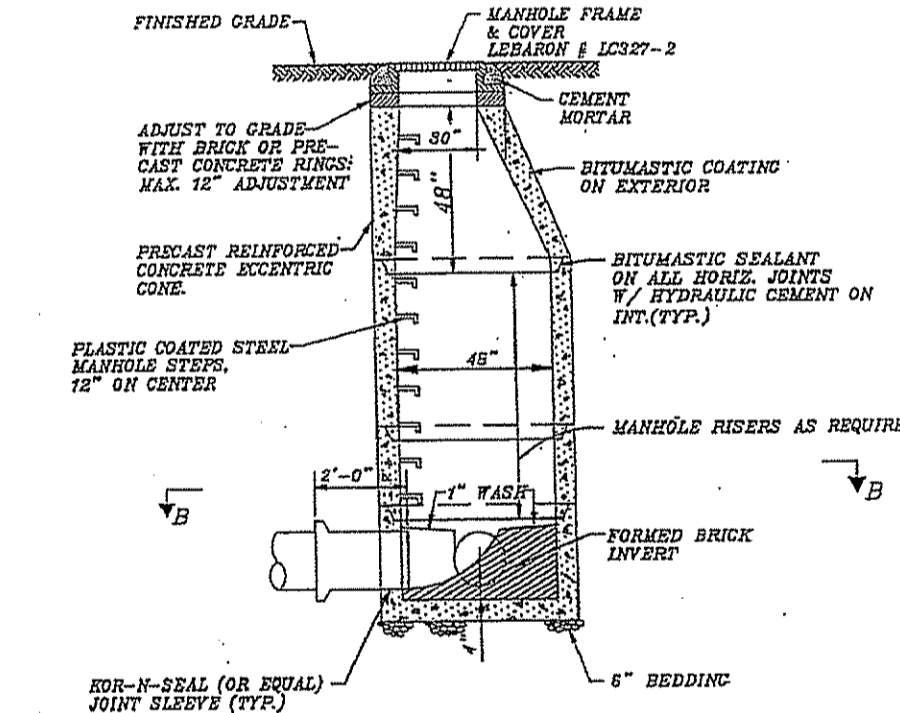 FINISHED GRADE
MANHOLE FRAME
& COVER
LEBARON # LC327-2
CEMENT
MORTAR
ADJUST TO GRADE
WITH BRICK OR PRE-
CAST CONCRETE RINGS:
MAX. 12" ADJUSTMENT
30"
48"
BITUMASTIC COATING
ON EXTERIOR
PRECAST REINFORCED
CONCRETE ECCENTRIC
CONE.
BITUMASTIC SEALANT
ON ALL HORIZ. JOINTS
W/ HYDRAULIC CEMENT ON
INT.(TYP.)
PLASTIC COATED STEEL
MANHOLE STEPS,
12" ON CENTER
48"
MANHOLE RISERS AS REQUIRE
2'-0"
B
1" WASH
B
FORMED BRICK
INVERT
4"
KOR-N-SEAL (OR EQUAL)
JOINT SLEEVE (TYP.)
6" BEDDING